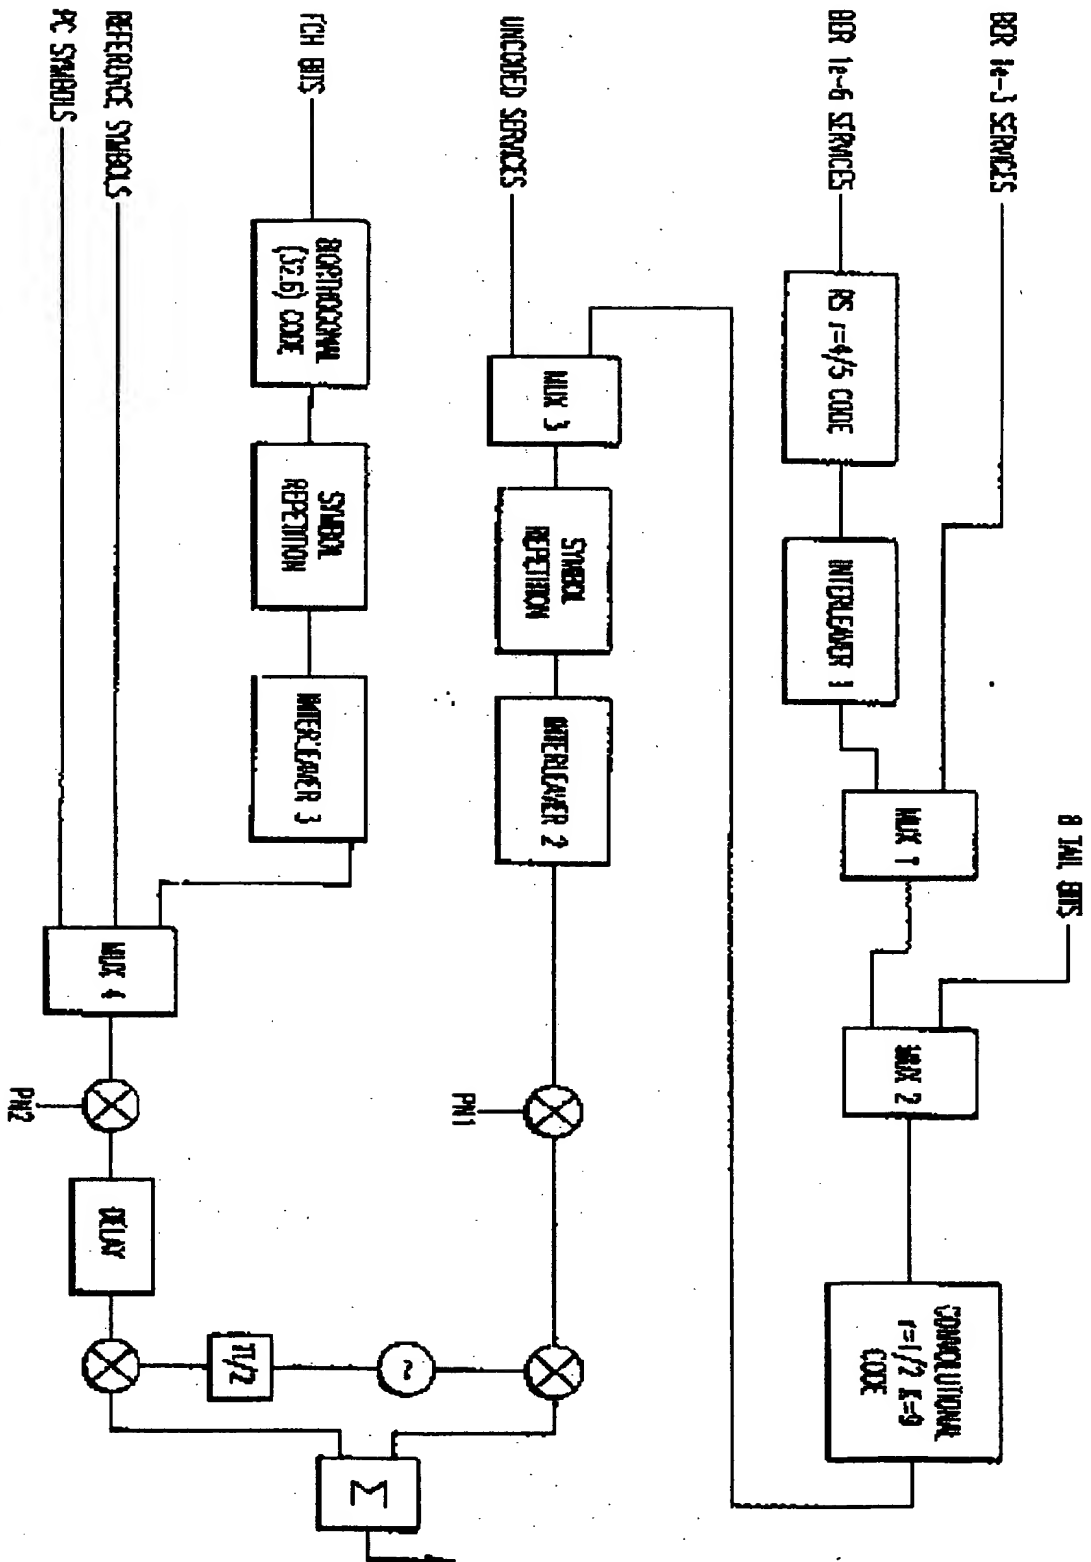 BER 1e-3 SERVICES
8 TAIL BITS
BER 1e-6 SERVICES
RS r=4/5 CODE
INTERLEAVER 1
MUX 1
MUX 2
CONVOLUTIONAL
r=1/2 K=9
CODE
UNCODED SERVICES
MUX 3
SYMBOL
REPETITION
INTERLEAVER 2
PN1
FCH BITS
BIORTHOGONAL
(32,6) CODE
SYMBOL
REPETITION
INTERLEAVER 3
~
π/2
Σ
REFERENCE SYMBOLS
PC SYMBOLS
MUX 4
PN2
DELAY